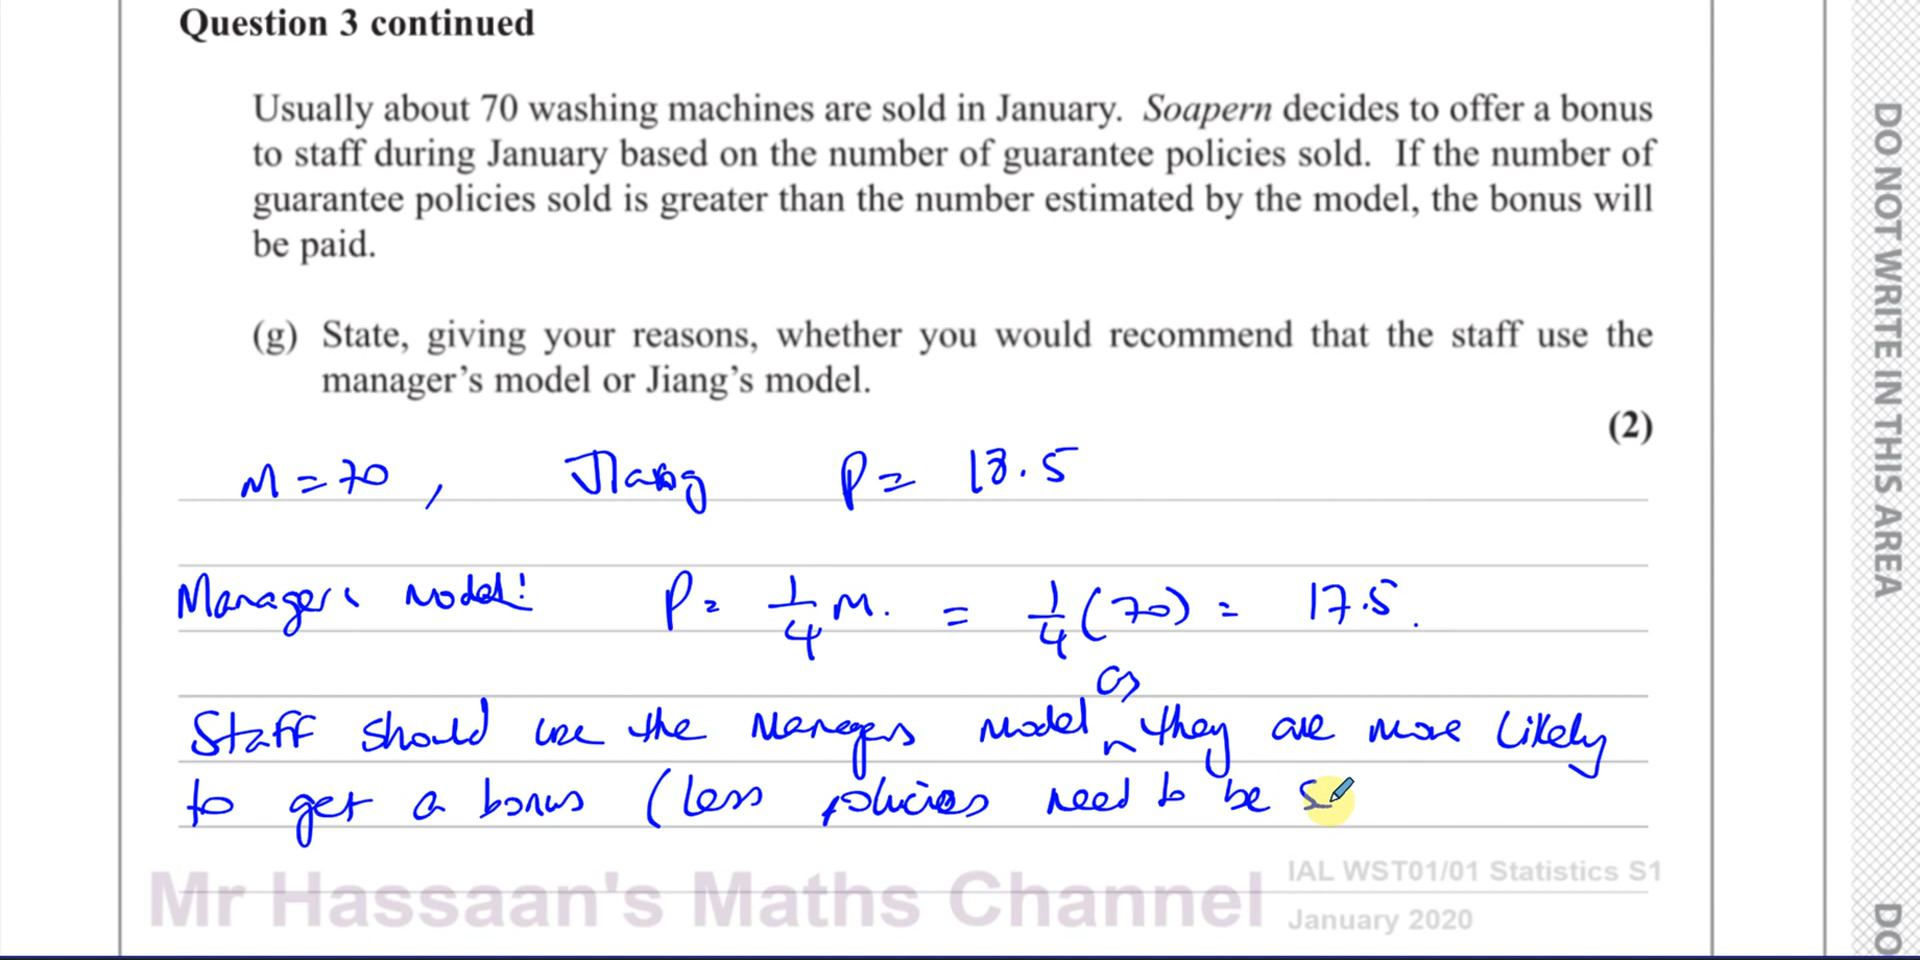 Question 3 continued
Usually about 70 washing machines are sold in January. Soapern decides to offer a bonus
to staff during January based on the number of guarantee policies sold. If the number of
guarantee policies sold is greater than the number estimated by the model, the bonus will
be paid.
(g) State, giving your reasons, whether you would recommend that the staff use the
manager's model or Jiang's model.
(2)
M = 70, Jiang P = 18.5
Managers Model: P = 1/4 M. = 1/4 (70) = 17.5.
as
Staff should use the Managers Model they are more likely
to get a bonus (less policies need to be s
Mr Hassaan's Maths Channel
IAL WST01/01 Statistics S1
January 2020
DO NOT WRITE IN THIS AREA
DO